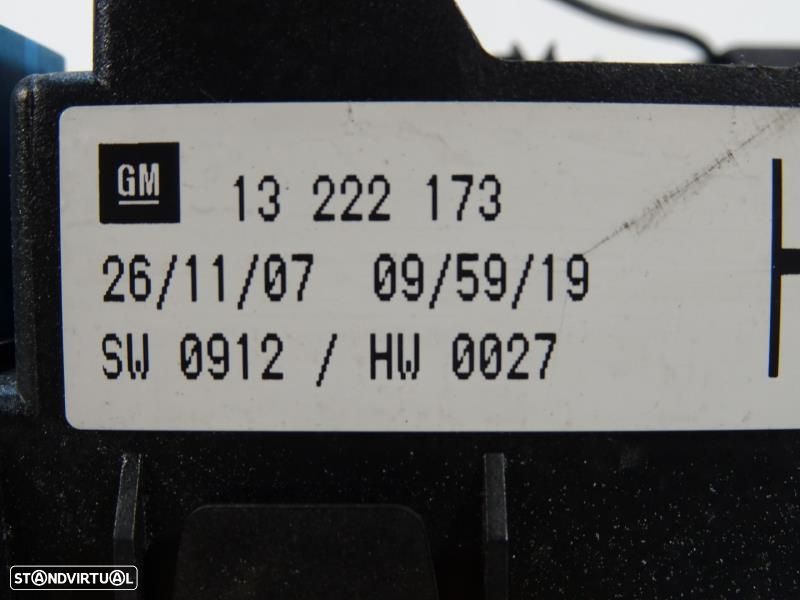 GM 13 222 173
26/11/07 09/59/19
SW 0912 / HW 0027
H
STANDVIRTUAL